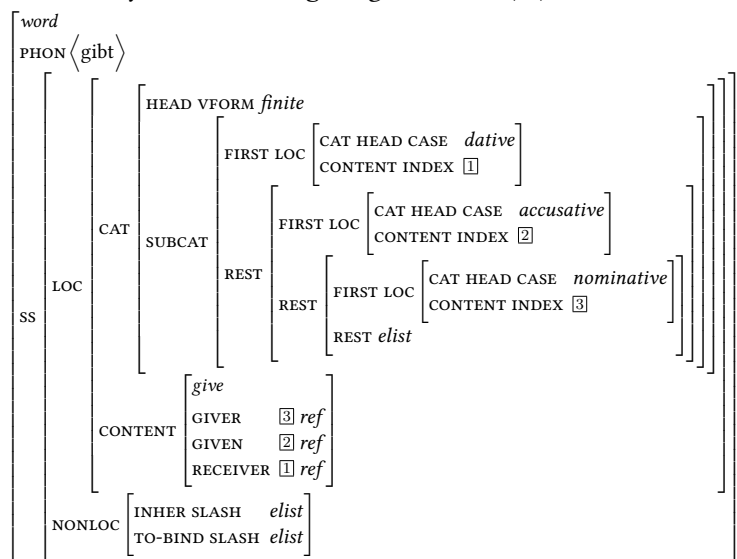 word
PHON ⟨gibt⟩
HEAD VFORM finite
FIRST LOC
CAT HEAD CASE dative
CONTENT INDEX 1
CAT
SUBCAT
FIRST LOC
CAT HEAD CASE accusative
CONTENT INDEX 2
REST
LOC
REST
FIRST LOC
CAT HEAD CASE nominative
CONTENT INDEX 3
SS
REST elist
give
CONTENT
GIVER 3 ref
GIVEN 2 ref
RECEIVER 1 ref
NONLOC
INHER SLASH elist
TO-BIND SLASH elist